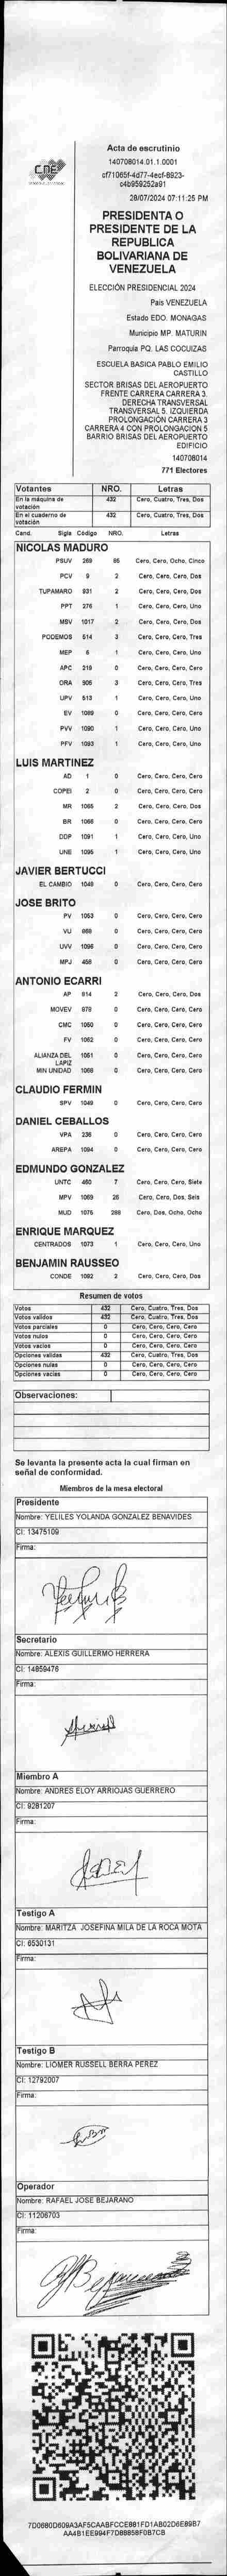 CNE
Acta de escrutinio
140708014.01.1.0001
cf71065f-4d77-4ecf-8923-
c4b959252a91
28/07/2024 07:11:25 PM
PRESIDENTA O
PRESIDENTE DE LA
REPUBLICA
BOLIVARIANA DE
VENEZUELA
ELECCIÓN PRESIDENCIAL 2024
País VENEZUELA
Estado EDO. MONAGAS
Municipio MP. MATURIN
Parroquia PQ. LAS COCUIZAS
ESCUELA BASICA PABLO EMILIO
CASTILLO
SECTOR BRISAS DEL AEROPUERTO
FRENTE CARRERA CARRERA 3.
DERECHA TRANSVERSAL
TRANSVERSAL 5. IZQUIERDA
PROLONGACIÓN CARRERA 3
CARRERA 4 CON PROLONGACION 5
BARRIO BRISAS DEL AEROPUERTO
EDIFICIO
140708014
771 Electores
Votantes NRO. Letras
En la máquina de votación 432 Cero, Cuatro, Tres, Dos
En el cuaderno de votación 432 Cero, Cuatro, Tres, Dos
Cand. Sigla Código NRO. Letras
NICOLAS MADURO
PSUV 269 85 Cero, Cero, Ocho, Cinco
PCV 9 2 Cero, Cero, Cero, Dos
TUPAMARO 931 2 Cero, Cero, Cero, Dos
PPT 276 1 Cero, Cero, Cero, Uno
MSV 1017 2 Cero, Cero, Cero, Dos
PODEMOS 514 3 Cero, Cero, Cero, Tres
MEP 6 1 Cero, Cero, Cero, Uno
APC 219 0 Cero, Cero, Cero, Cero
ORA 905 3 Cero, Cero, Cero, Tres
UPV 513 1 Cero, Cero, Cero, Uno
EV 1089 0 Cero, Cero, Cero, Cero
PVV 1090 1 Cero, Cero, Cero, Uno
PFV 1093 1 Cero, Cero, Cero, Uno
LUIS MARTINEZ
AD 1 0 Cero, Cero, Cero, Cero
COPEI 2 0 Cero, Cero, Cero, Cero
MR 1065 2 Cero, Cero, Cero, Dos
BR 1066 0 Cero, Cero, Cero, Cero
DDP 1091 1 Cero, Cero, Cero, Uno
UNE 1095 1 Cero, Cero, Cero, Uno
JAVIER BERTUCCI
EL CAMBIO 1049 0 Cero, Cero, Cero, Cero
JOSE BRITO
PV 1053 0 Cero, Cero, Cero, Cero
VU 868 0 Cero, Cero, Cero, Cero
UVV 1096 0 Cero, Cero, Cero, Cero
MPJ 458 0 Cero, Cero, Cero, Cero
ANTONIO ECARRI
AP 914 2 Cero, Cero, Cero, Dos
MOVEV 878 0 Cero, Cero, Cero, Cero
CMC 1050 0 Cero, Cero, Cero, Cero
FV 1062 0 Cero, Cero, Cero, Cero
ALIANZA DEL LAPIZ 1051 0 Cero, Cero, Cero, Cero
MIN UNIDAD 1068 0 Cero, Cero, Cero, Cero
CLAUDIO FERMIN
SPV 1048 0 Cero, Cero, Cero, Cero
DANIEL CEBALLOS
VPA 236 0 Cero, Cero, Cero, Cero
AREPA 1094 0 Cero, Cero, Cero, Cero
EDMUNDO GONZALEZ
UNTC 460 7 Cero, Cero, Cero, Siete
MPV 1069 26 Cero, Cero, Dos, Seis
MUD 1075 288 Cero, Dos, Ocho, Ocho
ENRIQUE MARQUEZ
CENTRADOS 1073 1 Cero, Cero, Cero, Uno
BENJAMIN RAUSSEO
CONDE 1092 2 Cero, Cero, Cero, Dos
Resumen de votos
Votos 432 Cero, Cuatro, Tres, Dos
Votos validos 432 Cero, Cuatro, Tres, Dos
Votos parciales 0 Cero, Cero, Cero, Cero
Votos nulos 0 Cero, Cero, Cero, Cero
Votos vacios 0 Cero, Cero, Cero, Cero
Opciones validas 432 Cero, Cuatro, Tres, Dos
Opciones nulas 0 Cero, Cero, Cero, Cero
Opciones vacias 0 Cero, Cero, Cero, Cero
Observaciones:
Se levanta la presente acta la cual firman en
señal de conformidad.
Miembros de la mesa electoral
Presidente
Nombre: YELILES YOLANDA GONZALEZ BENAVIDES
CI: 13475109
Firma:
Secretario
Nombre: ALEXIS GUILLERMO HERRERA
CI: 14859476
Firma:
Miembro A
Nombre: ANDRES ELOY ARRIOJAS GUERRERO
CI: 9281207
Firma:
Testigo A
Nombre: MARITZA JOSEFINA MILA DE LA ROCA MOTA
CI: 6530131
Firma:
Testigo B
Nombre: LIOMER RUSSELL BERRA PEREZ
CI: 12792007
Firma:
Operador
Nombre: RAFAEL JOSE BEJARANO
CI: 11206703
Firma:
7D0680D609A3AF5CAABFCCE881FD1AB02D6E89B7
AA4B1EE994F7D88858F0B7CB